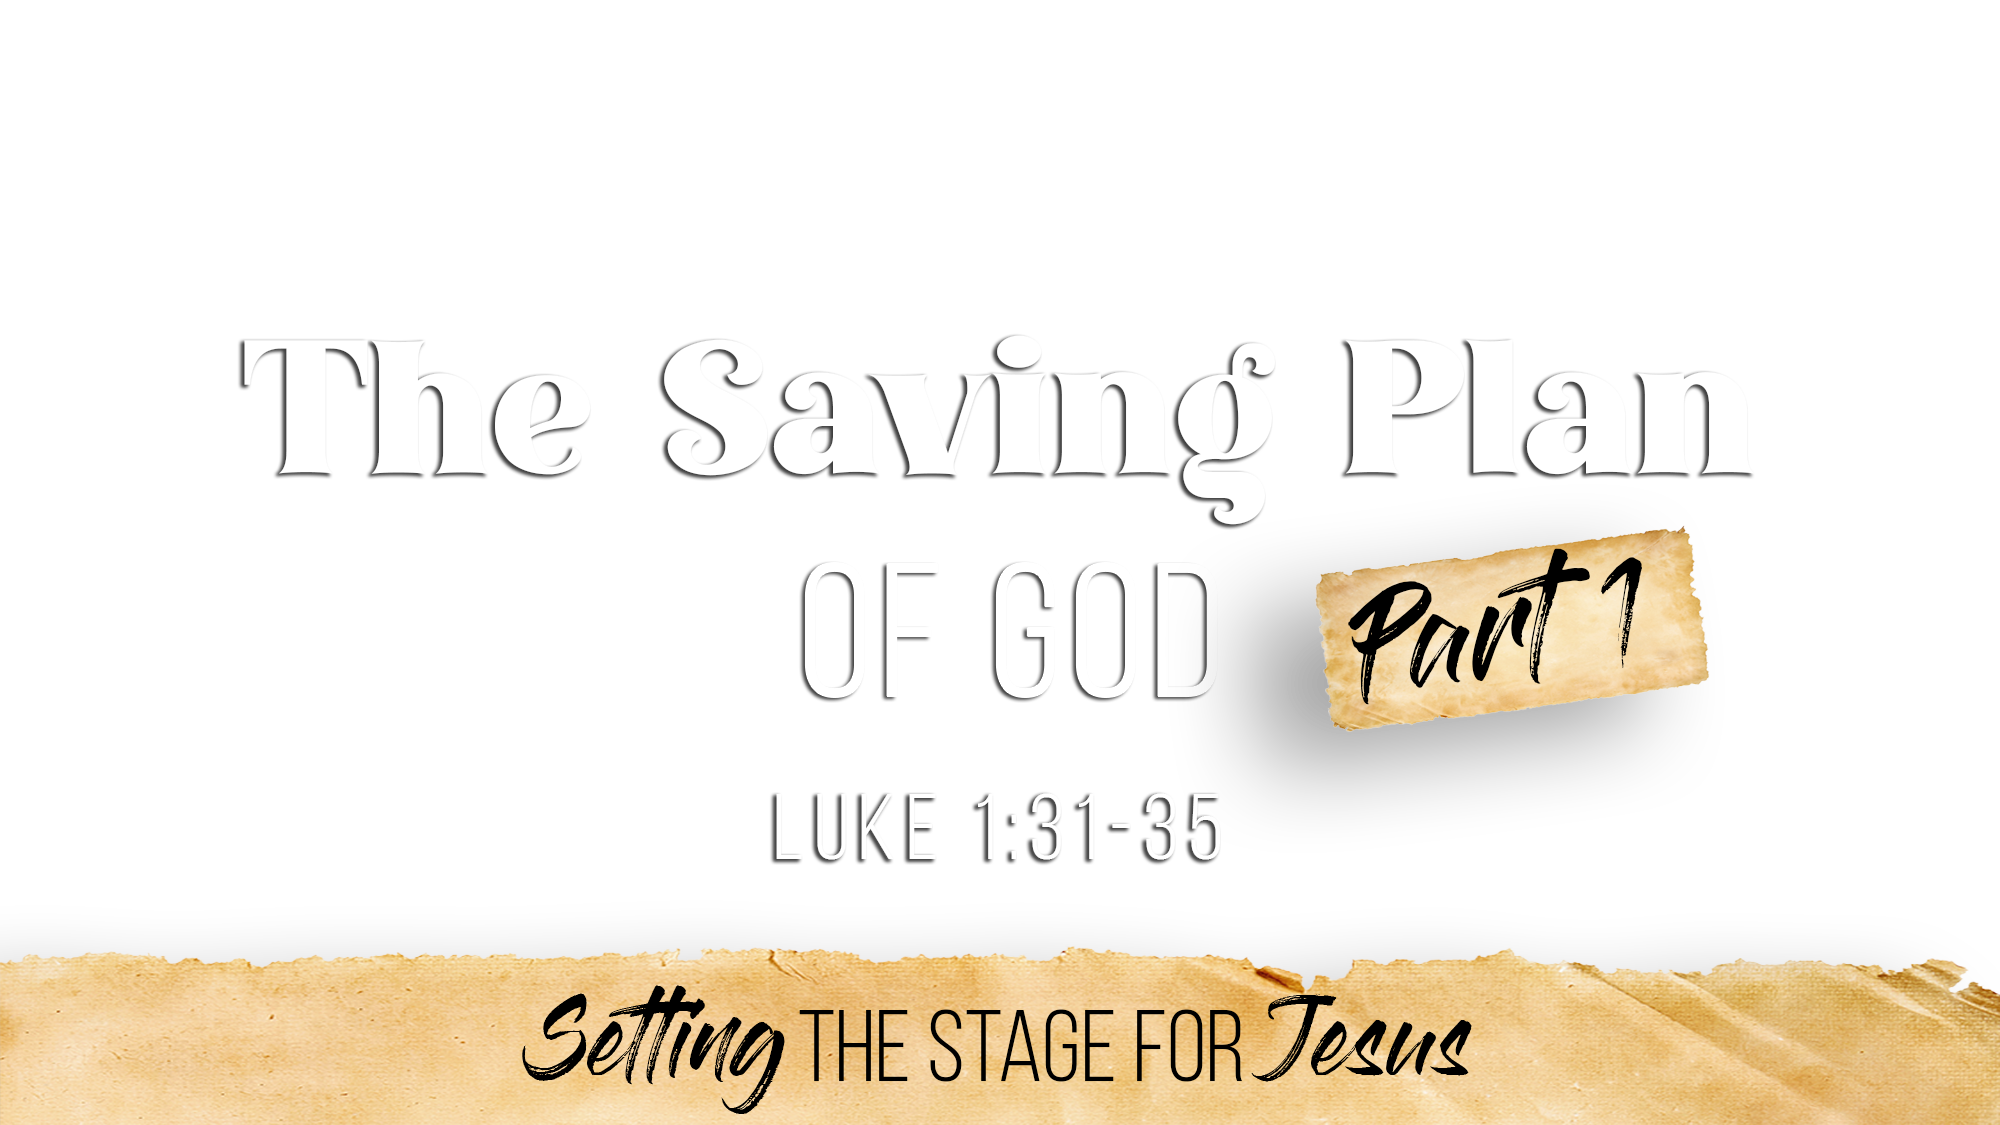 The Saving Plan
OF GOD
Part 1
LUKE 1:31-35
Setting THE STAGE FOR Jesus